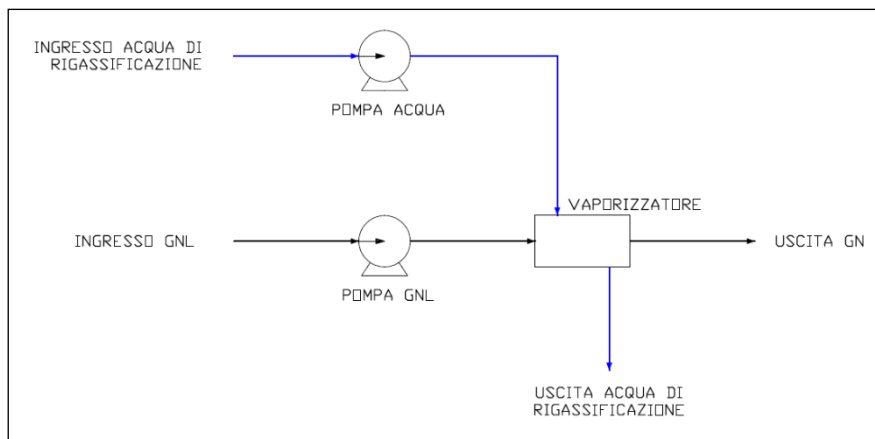 INGRESSO ACQUA DI
RIGASSIFICAZIONE
POMPA ACQUA
VAPORIZZATORE
INGRESSO GNL
USCITA GN
POMPA GNL
USCITA ACQUA DI
RIGASSIFICAZIONE